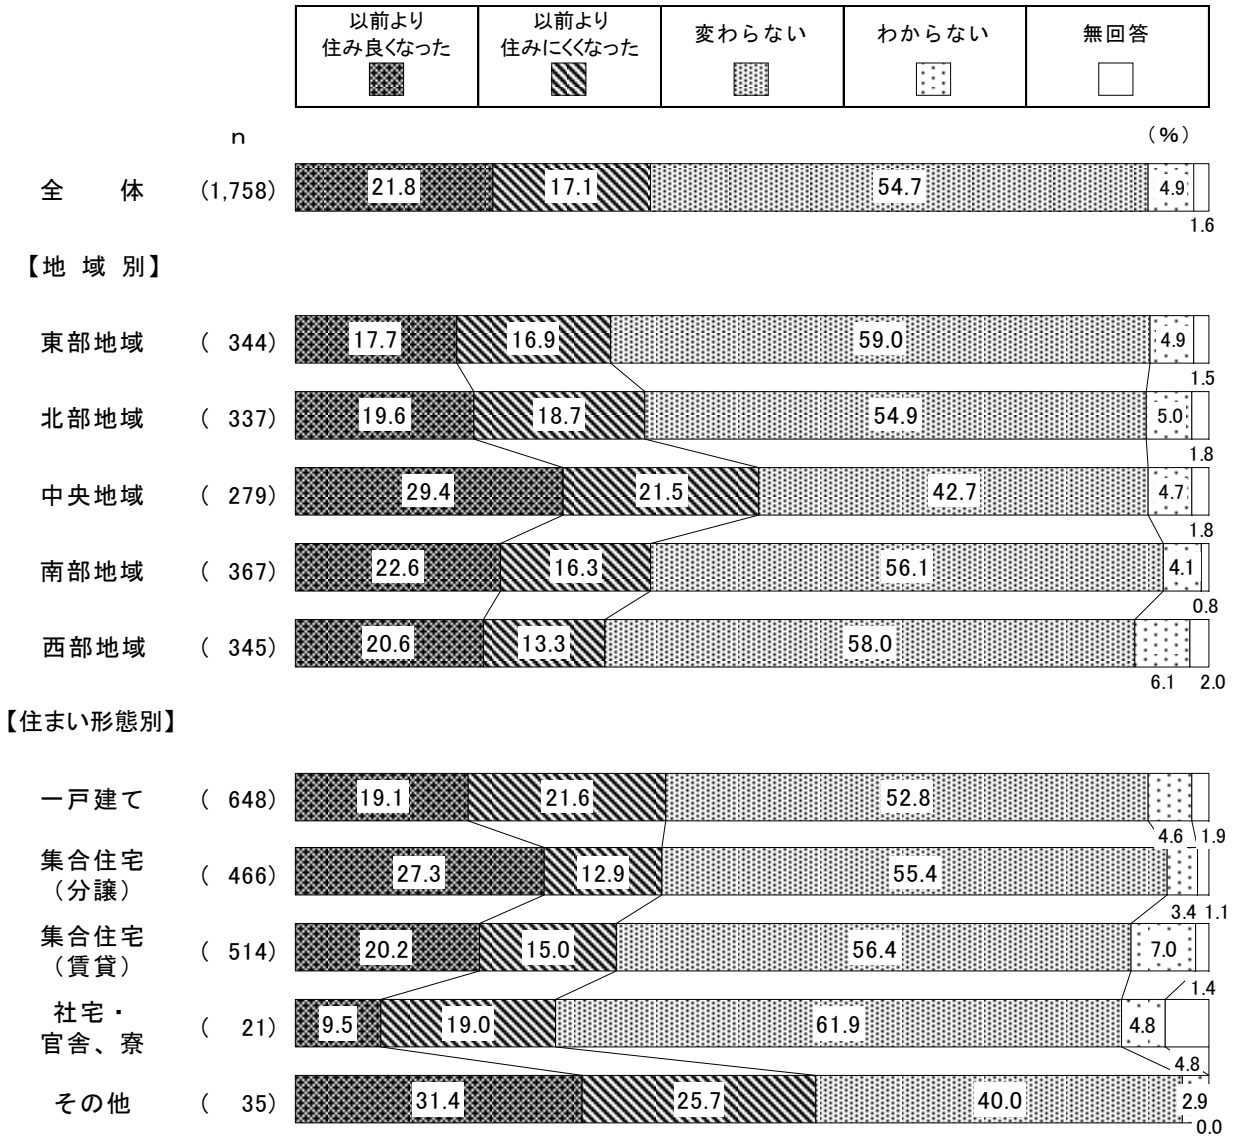 以前より 以前より 変わらない わからない 無回答
住み良くなった 住みにくくなった
n (%)
全 体 (1,758) 21.8 17.1 54.7 4.9
1.6
【地 域 別】
東部地域 ( 344) 17.7 16.9 59.0 4.9
1.5
北部地域 ( 337) 19.6 18.7 54.9 5.0
1.8
中央地域 ( 279) 29.4 21.5 42.7 4.7
1.8
南部地域 ( 367) 22.6 16.3 56.1 4.1
0.8
西部地域 ( 345) 20.6 13.3 58.0
6.1 2.0
【住まい形態別】
一戸建て ( 648) 19.1 21.6 52.8
4.6 1.9
集合住宅
(分譲) ( 466) 27.3 12.9 55.4
3.4 1.1
集合住宅
(賃貸) ( 514) 20.2 15.0 56.4 7.0
1.4
社宅・
官舎、寮 ( 21) 9.5 19.0 61.9 4.8
4.8
その他 ( 35) 31.4 25.7 40.0 2.9
0.0